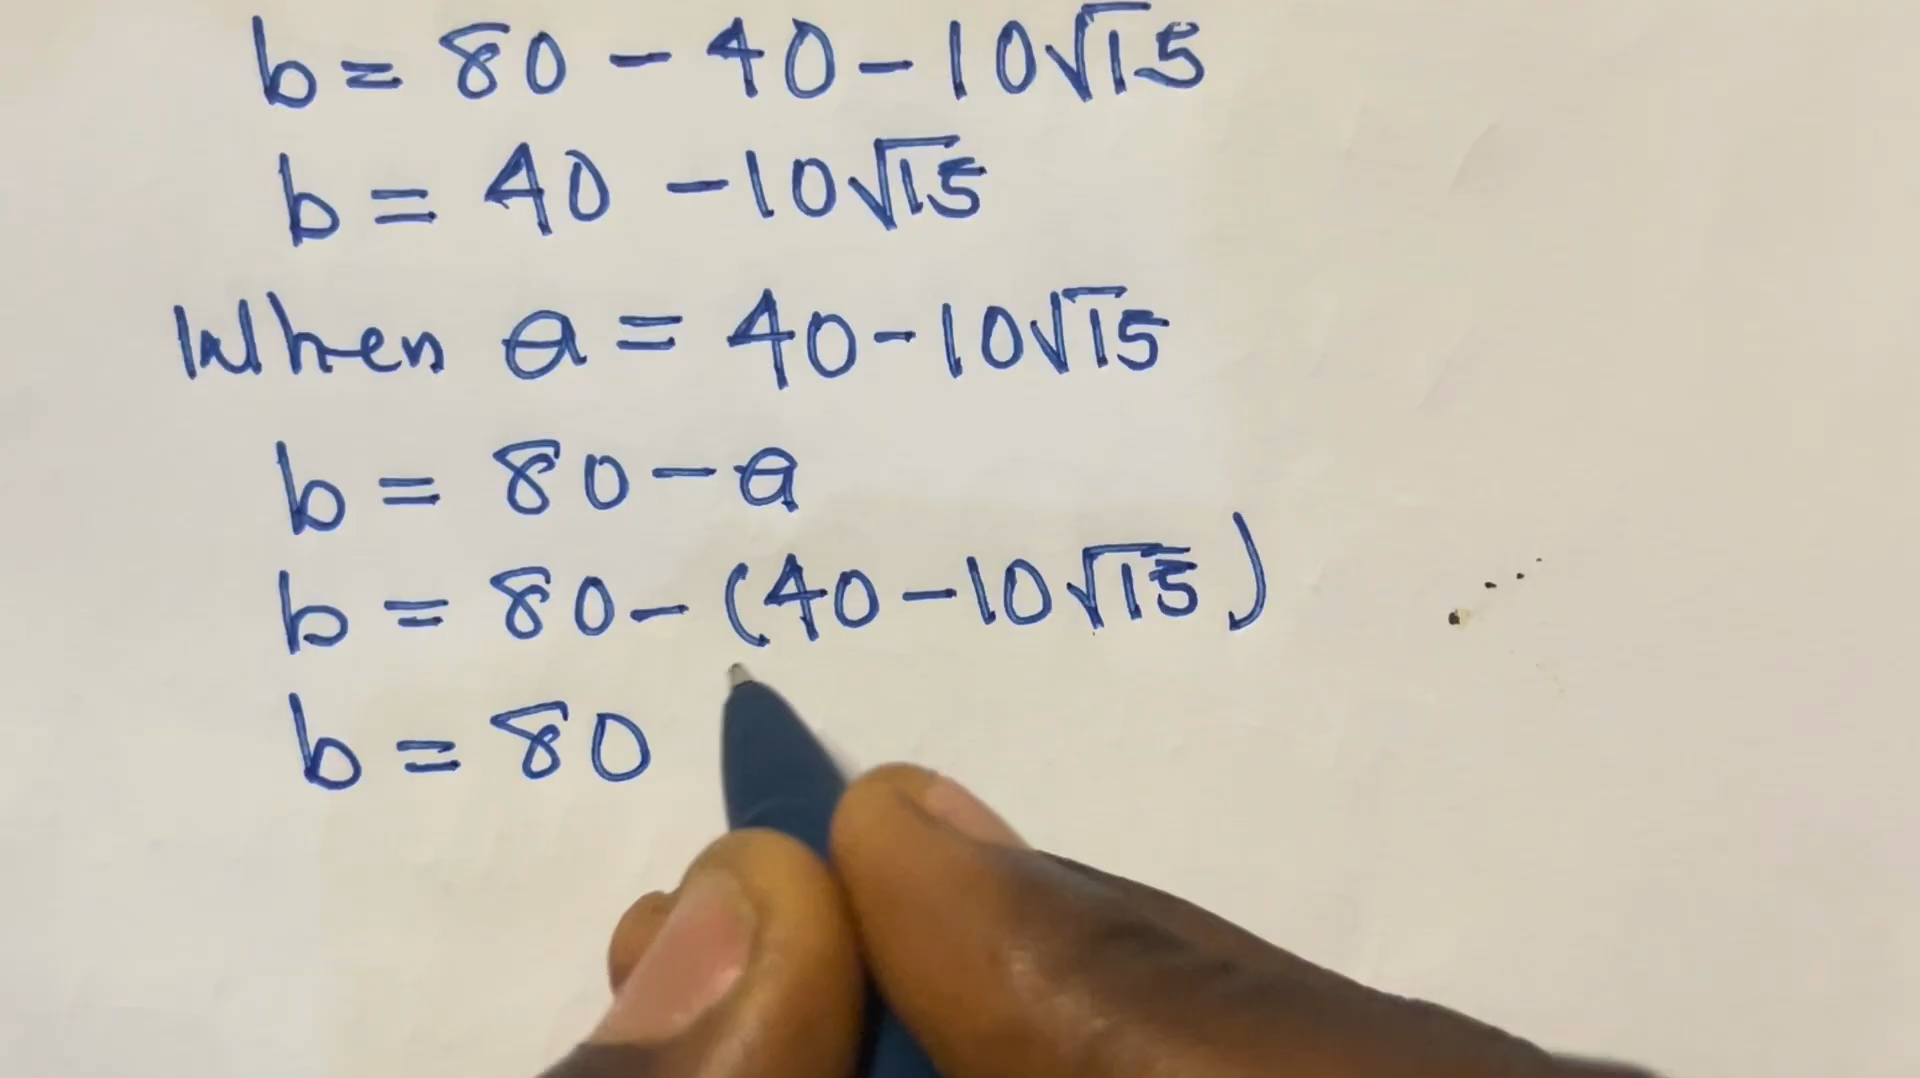 b = 80 - 40 - 10√15
b = 40 - 10√15
When a = 40 - 10√15
b = 80 - a
b = 80 - (40 - 10√15)
b = 80